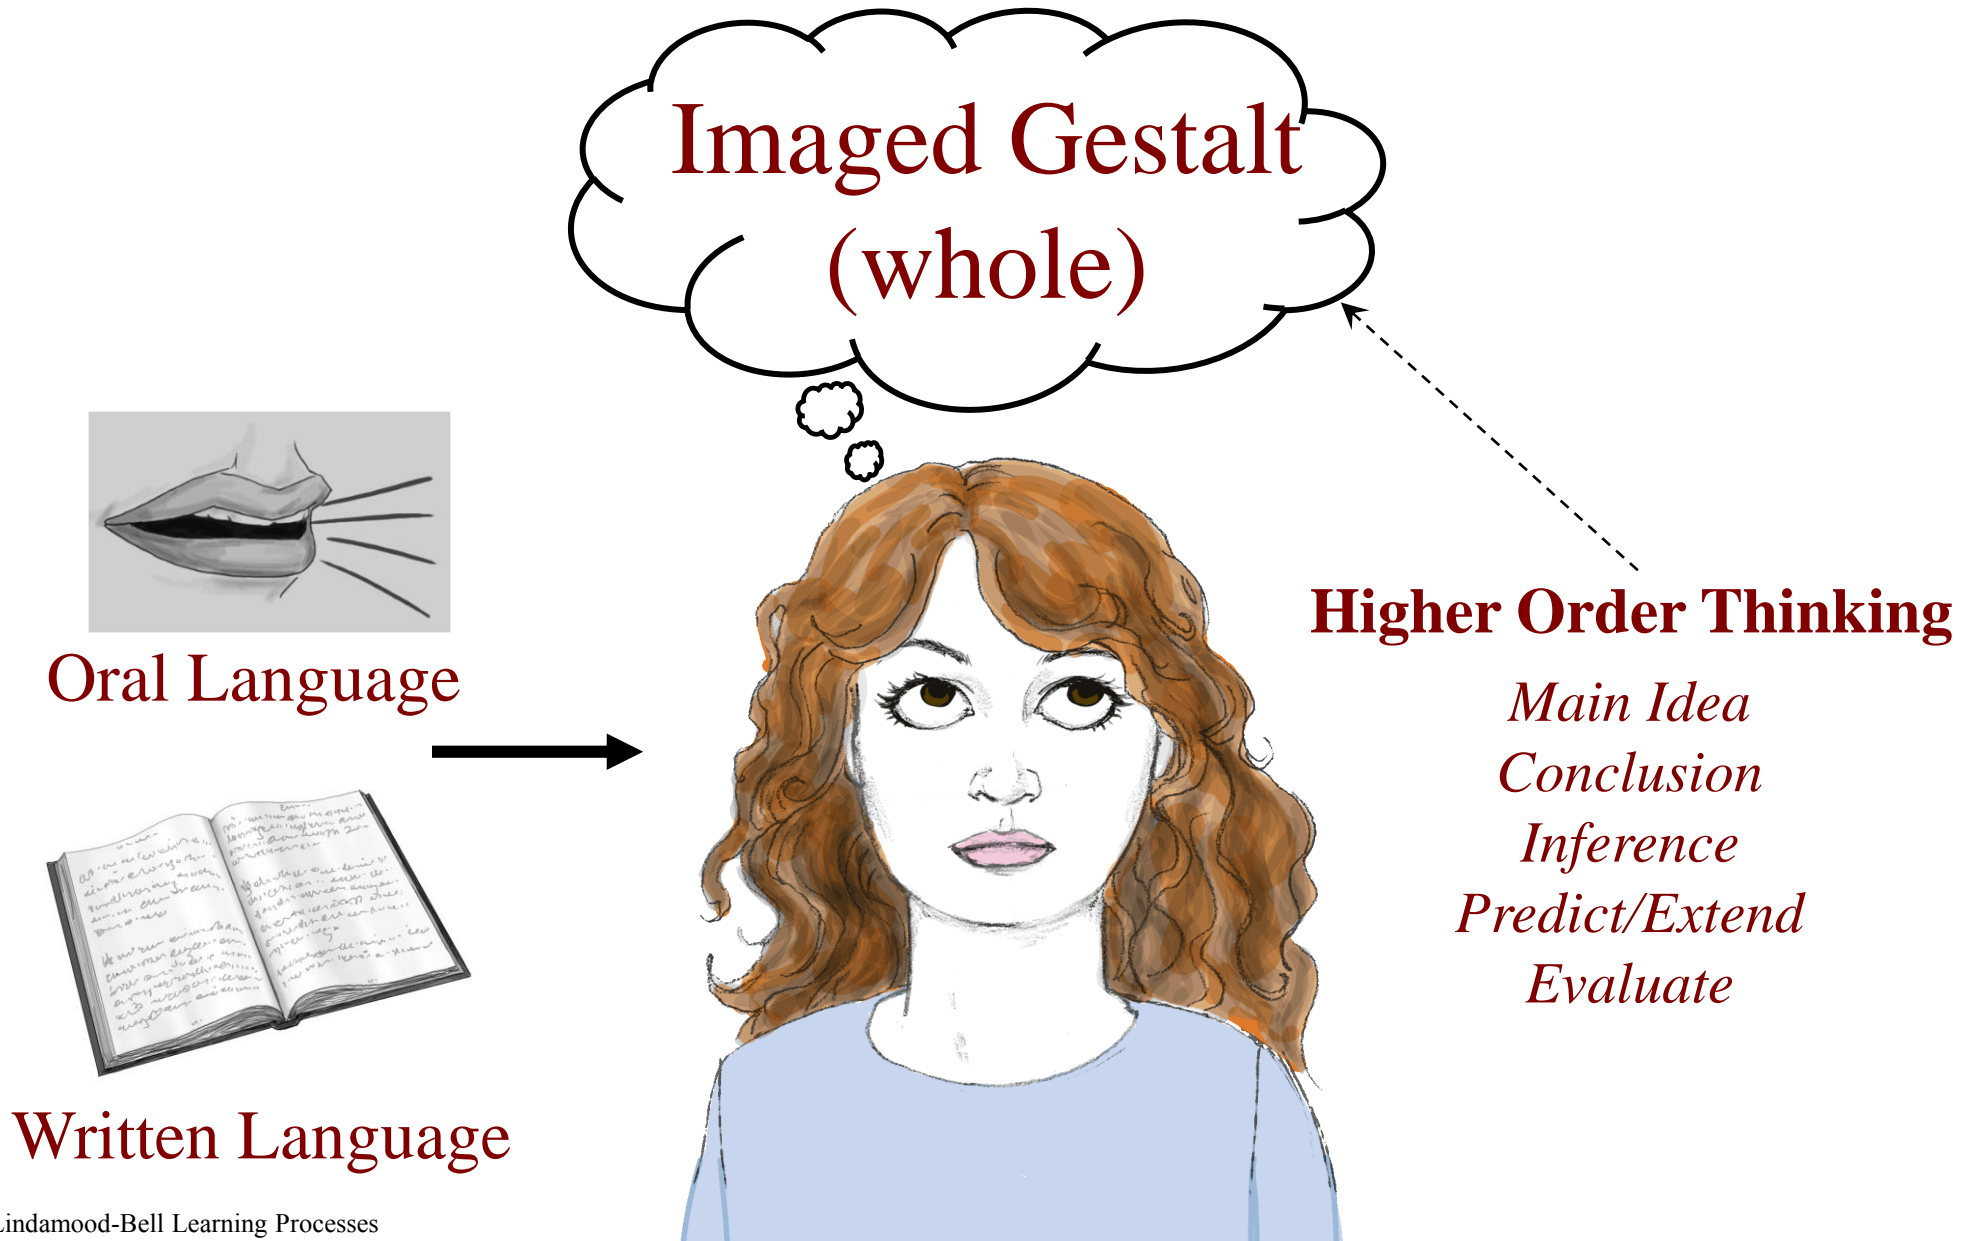 Imaged Gestalt
(whole)
Oral Language
Written Language
Higher Order Thinking
Main Idea
Conclusion
Inference
Predict/Extend
Evaluate
Lindamood-Bell Learning Processes